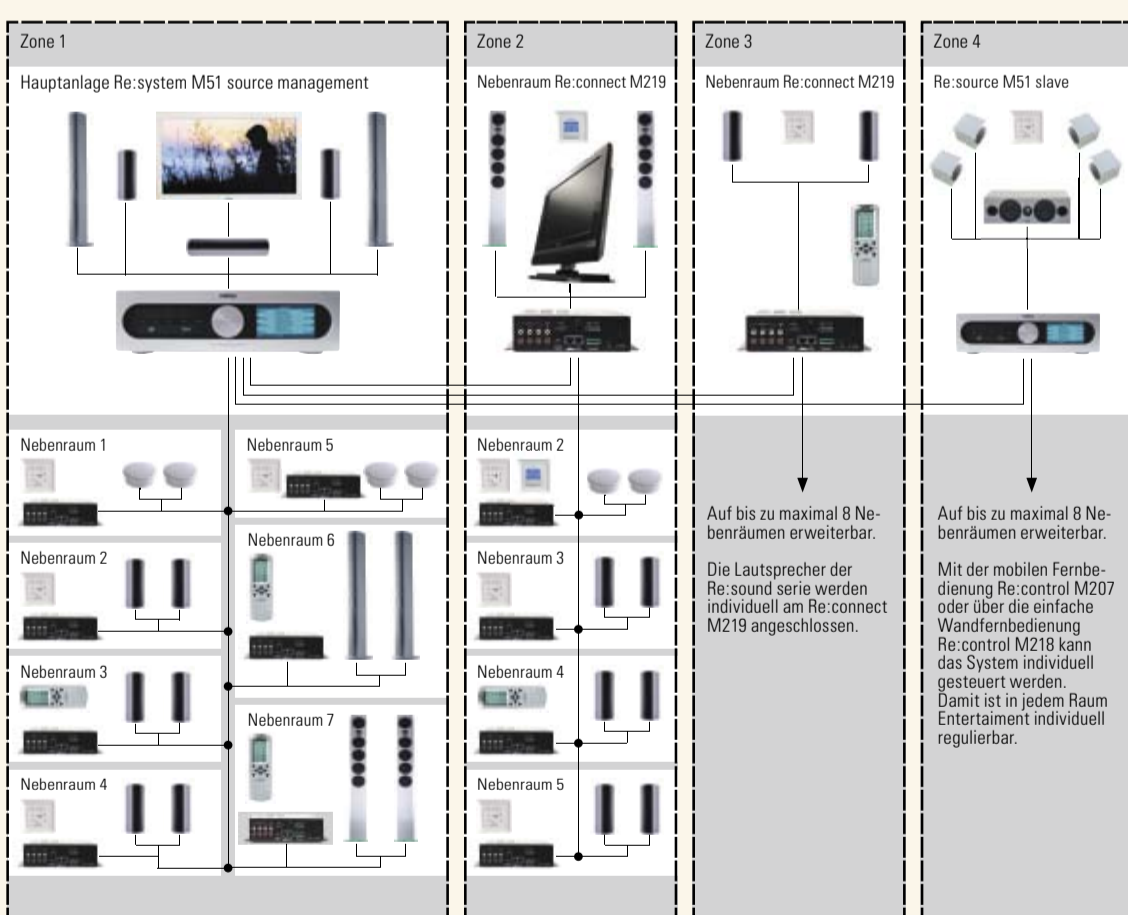 Zone 1
Hauptanlage Re:system M51 source management
Nebenraum 1
Nebenraum 2
Nebenraum 3
Nebenraum 4
Nebenraum 5
Nebenraum 6
Nebenraum 7
Zone 2
Nebenraum Re:connect M219
Nebenraum 2
Nebenraum 3
Nebenraum 4
Nebenraum 5
Zone 3
Nebenraum Re:connect M219
Auf bis zu maximal 8 Ne-
benräumen erweiterbar.
Die Lautsprecher der
Re:sound serie werden
individuell am Re:connect
M219 angeschlossen.
Zone 4
Re:source M51 slave
Auf bis zu maximal 8 Ne-
benräumen erweiterbar.
Mit der mobilen Fernbe-
dienung Re:control M207
oder über die einfache
Wandfernbedienung
Re:control M218 kann
das System individuell
gesteuert werden.
Damit ist in jedem Raum
Entertaiment individuell
regulierbar.